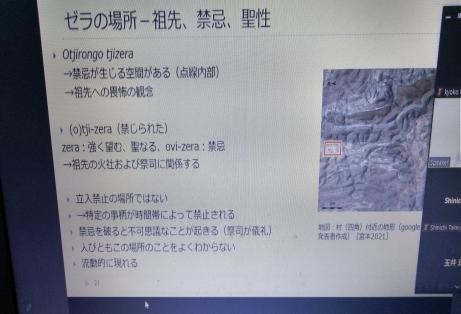 ゼラの場所 – 祖先、禁忌、聖性
Otjirongo tjizera
→禁忌が生じる空間がある（点線内部）
→祖先への畏怖の観念
(o)tji-zera（禁じられた）
zera : 強く望む、聖なる、ovi-zera : 禁忌
→祖先の火社および祭司に関係する
立入禁止の場所ではない
→特定の事柄が時間帯によって禁止される
禁忌を破ると不可思議なことが起きる（祭司が儀礼）
人びともこの場所のことをよくわからない
流動的に現れる
地図：村（四角）付近の地形（google
発表者作成）［宮本2021］
21
kyoko
Shinic
Shinichi Takeu
玉井